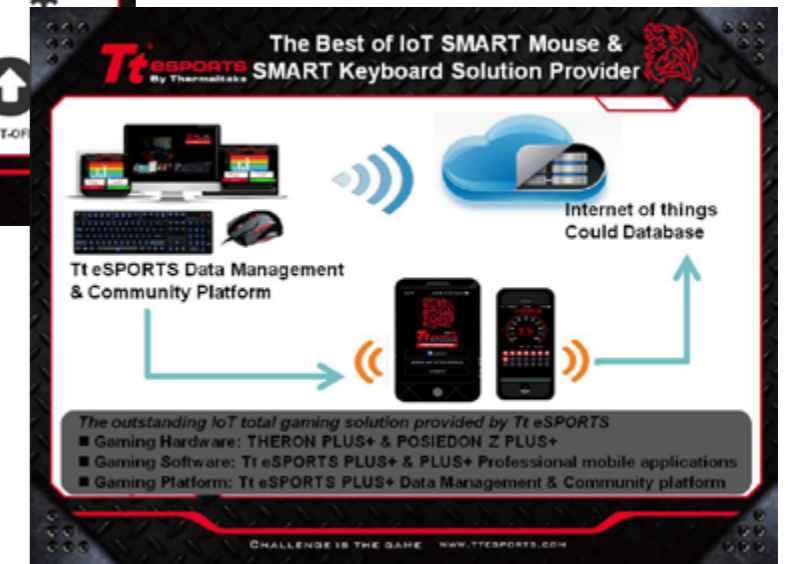 The Best of IoT SMART Mouse &
SMART Keyboard Solution Provider
Tt eSPORTS
By Thermaltake
Internet of things
Could Database
Tt eSPORTS Data Management
& Community Platform
The outstanding IoT total gaming solution provided by Tt eSPORTS
■ Gaming Hardware: THERON PLUS+ & POSIEDON Z PLUS+
■ Gaming Software: Tt eSPORTS PLUS+ & PLUS+ Professional mobile applications
■ Gaming Platform: Tt eSPORTS PLUS+ Data Management & Community platform
CHALLENGE IS THE GAME WWW.TTESPORTS.COM